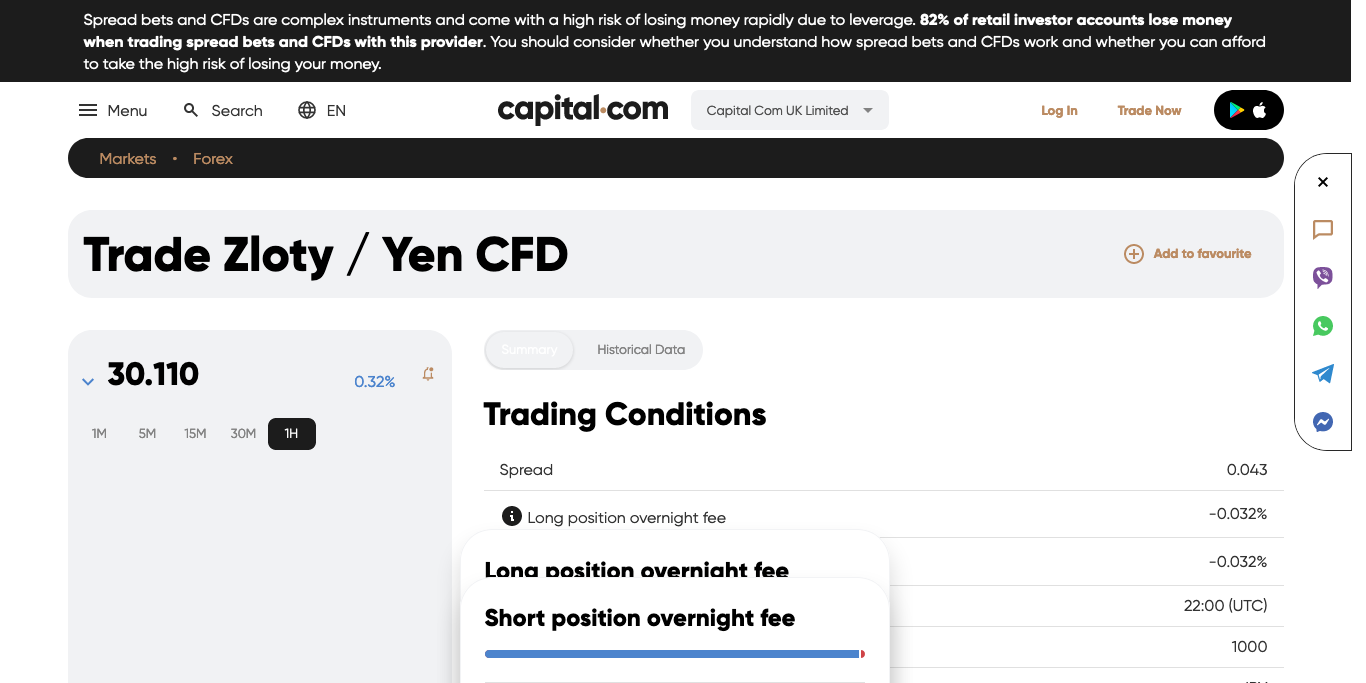 Spread bets and CFDs are complex instruments and come with a high risk of losing money rapidly due to leverage. 82% of retail investor accounts lose money
when trading spread bets and CFDs with this provider. You should consider whether you understand how spread bets and CFDs work and whether you can afford
to take the high risk of losing your money.
Menu Search EN capital.com Capital Com UK Limited Log In Trade Now
Markets • Forex
Trade Zloty / Yen CFD Add to favourite
30.110 0.32%
1M 5M 15M 30M 1H
Summary Historical Data
Trading Conditions
Spread 0.043
Long position overnight fee -0.032%
Long position overnight fee
-0.032%
22:00 (UTC)
Short position overnight fee
1000